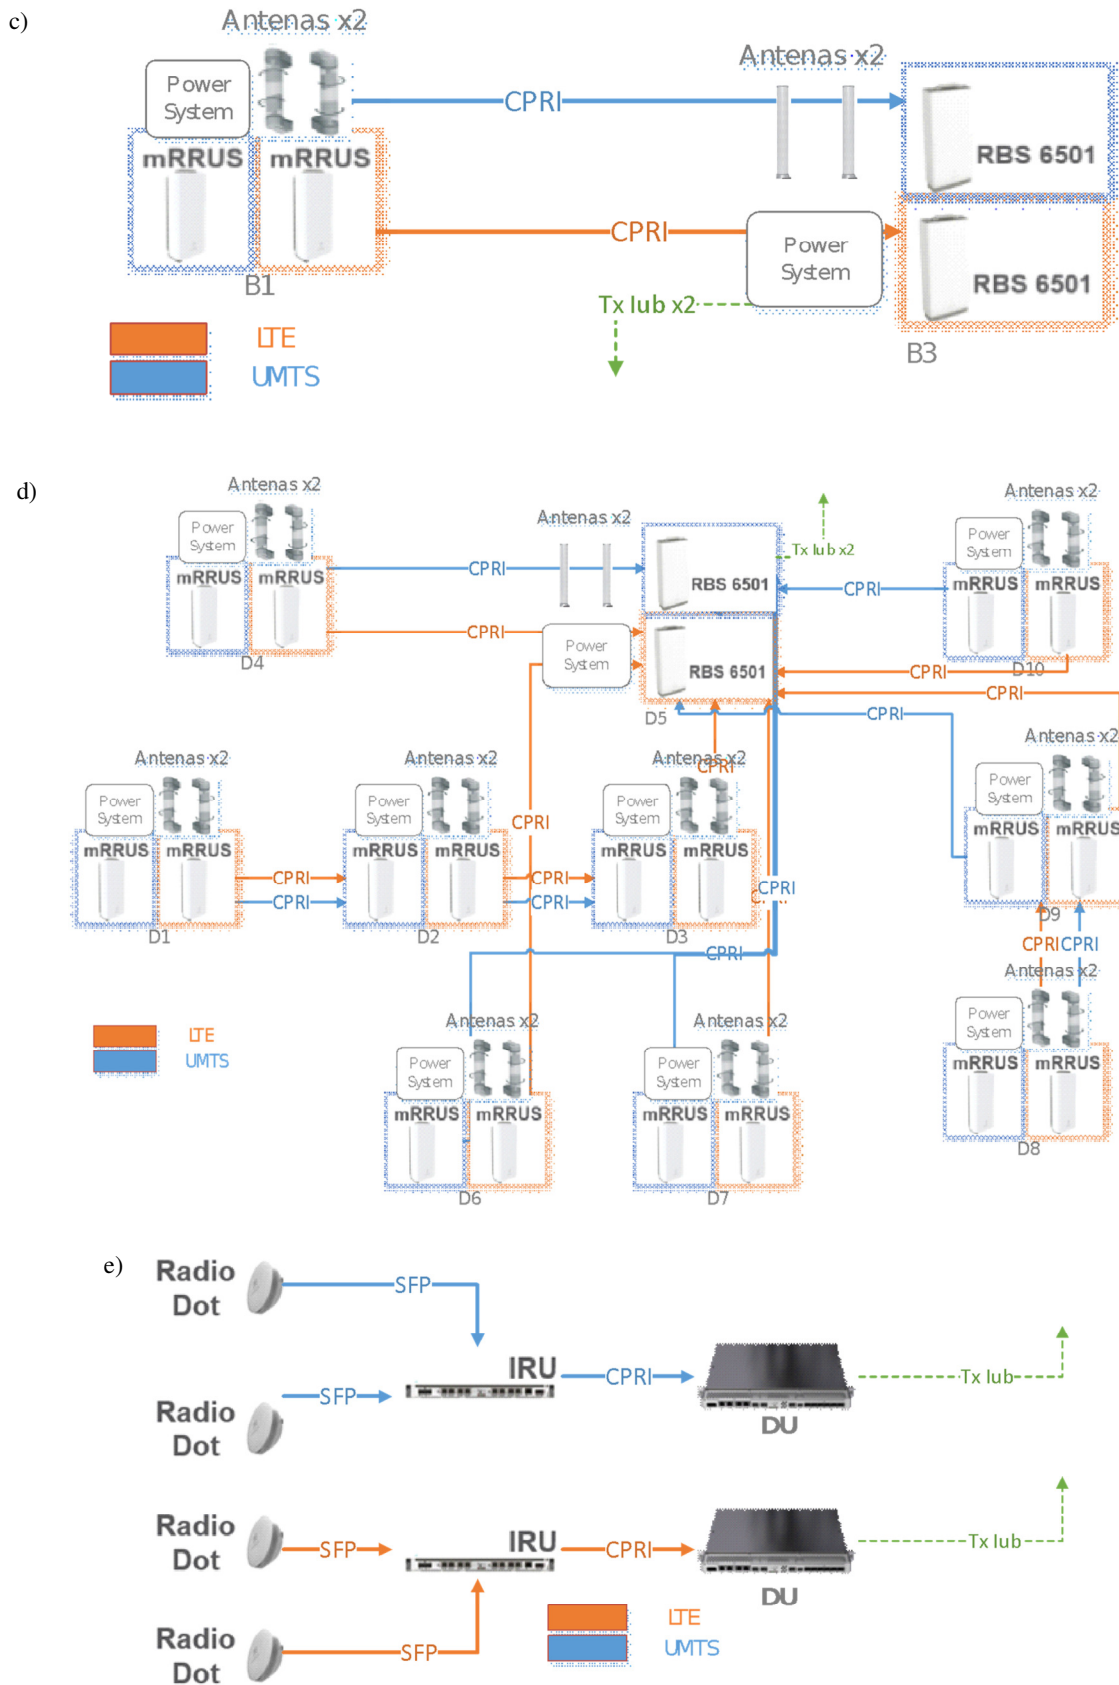 c)
Antenas x2
Power
System
mRRUS
mRRUS
B1
CPRI
CPRI
Antenas x2
RBS 6501
Power
System
RBS 6501
B3
Tx Iub x2
LTE
UMTS
d)
Antenas x2
Power
System
mRRUS
mRRUS
D4
CPRI
CPRI
Antenas x2
Power
System
RBS 6501
RBS 6501
D5
Tx Iub x2
Antenas x2
Power
System
mRRUS
mRRUS
D10
CPRI
CPRI
CPRI
CPRI
Antenas x2
Power
System
mRRUS
mRRUS
D1
CPRI
CPRI
Antenas x2
Power
System
mRRUS
mRRUS
D2
CPRI
CPRI
CPRI
Antenas x2
CPRI
Power
System
mRRUS
mRRUS
D3
CPRI
CPRI
Antenas x2
Power
System
mRRUS
mRRUS
D9
CPRI
CPRI
LTE
UMTS
Antenas x2
Power
System
mRRUS
mRRUS
D6
Antenas x2
Power
System
mRRUS
mRRUS
D7
Antenas x2
Power
System
mRRUS
mRRUS
D8
e)
Radio
Dot
SFP
Radio
Dot
SFP
IRU
CPRI
DU
Tx Iub
Radio
Dot
SFP
IRU
CPRI
DU
Tx Iub
Radio
Dot
SFP
LTE
UMTS